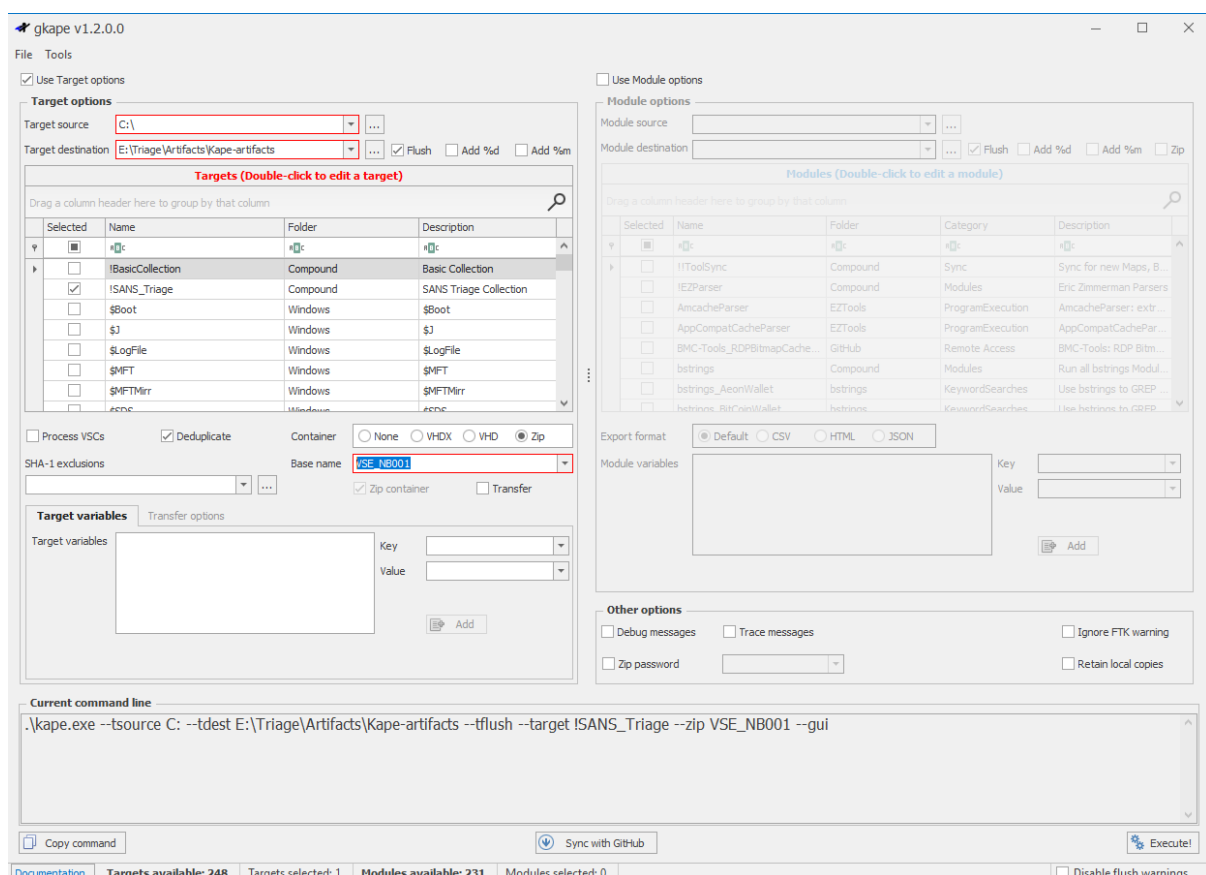 gkape v1.2.0.0
File Tools
Use Target options
Target options
Target source C:\ ...
Target destination E:\Triage\Artifacts\Kape-artifacts ... Flush Add %d Add %m
Targets (Double-click to edit a target)
Drag a column header here to group by that column
Selected Name Folder Description
!BasicCollection Compound Basic Collection
!SANS_Triage Compound SANS Triage Collection
$Boot Windows $Boot
$J Windows $J
$LogFile Windows $LogFile
$MFT Windows $MFT
$MFTMirr Windows $MFTMirr
$SDS Windows $SDS
Process VSCs Deduplicate Container None VHDX VHD Zip
SHA-1 exclusions Base name VSE_NB001
... Zip container Transfer
Target variables Transfer options
Target variables Key
Value
Add
Use Module options
Module options
Module source ...
Module destination ... Flush Add %d Add %m Zip
Modules (Double-click to edit a module)
Drag a column header here to group by that column
Selected Name Folder Category Description
!!ToolSync Compound Sync Sync for new Maps, B...
!EZParser Compound Modules Eric Zimmerman Parsers
AmcacheParser EZTools ProgramExecution AmcacheParser: extr...
AppCompatCacheParser EZTools ProgramExecution AppCompatCachePar...
BMC-Tools_RDPBitmapCache... GitHub Remote Access BMC-Tools: RDP Bitm...
bstrings Compound Modules Run all bstrings Modul...
bstrings_AeonWallet bstrings KeywordSearches Use bstrings to GREP ...
bstrings_BitCoinWallet bstrings KeywordSearches Use bstrings to GREP ...
Export format Default CSV HTML JSON
Module variables Key
Value
Add
Other options
Debug messages Trace messages Ignore FTK warning
Zip password Retain local copies
Current command line
.\kape.exe --tsource C: --tdest E:\Triage\Artifacts\Kape-artifacts --tflush --target !SANS_Triage --zip VSE_NB001 --gui
Copy command Sync with GitHub Execute!
Documentation Targets available: 248 Targets selected: 1 Modules available: 231 Modules selected: 0 Disable flush warnings